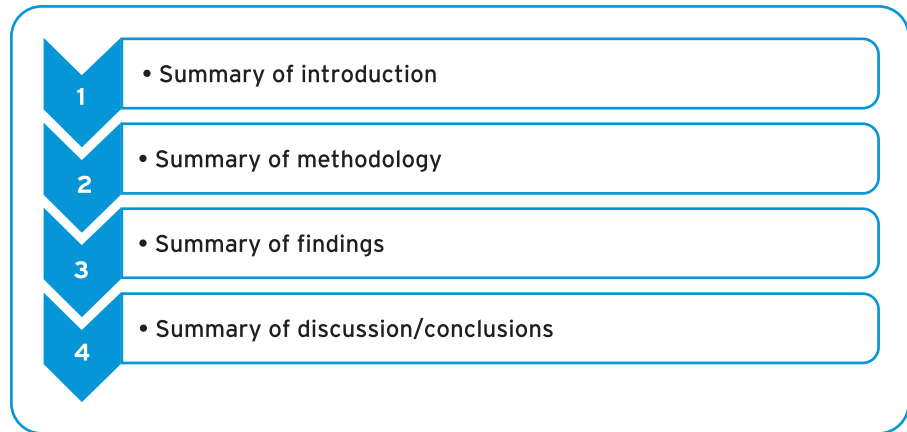 1
• Summary of introduction
2
• Summary of methodology
3
• Summary of findings
4
• Summary of discussion/conclusions